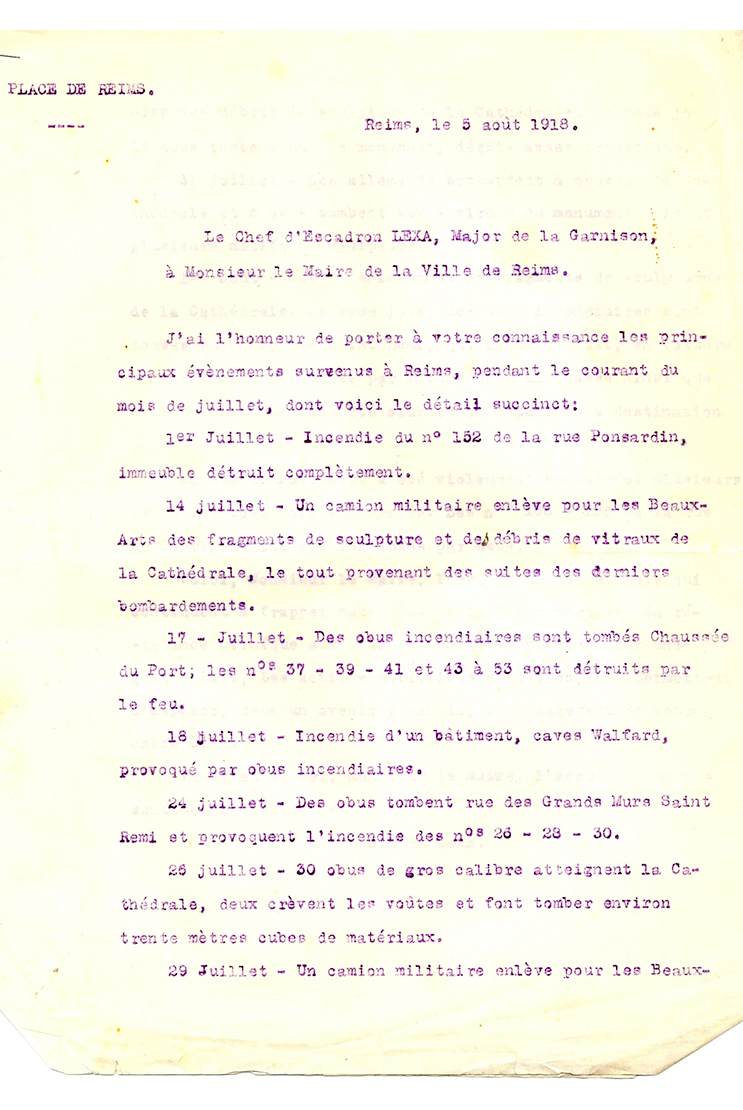 PLACE DE REIMS.
----
Reims, le 5 août 1918.
Le Chef d'Escadron LEXA, Major de la Garnison,
à Monsieur le Maire de la Ville de Reims.
J'ai l'honneur de porter à votre connaissance les prin-
cipaux évènements survenus à Reims, pendant le courant du
mois de juillet, dont voici le détail succinct:
1er Juillet - Incendie du nº 152 de la rue Ponsardin,
immeuble détruit complètement.
14 juillet - Un camion militaire enlève pour les Beaux-
Arts des fragments de sculpture et de débris de vitraux de
la Cathédrale, le tout provenant des suites des derniers
bombardements.
17 - Juillet - Des obus incendiaires sont tombés Chaussée
du Port; les nos 37 - 39 - 41 et 43 à 53 sont détruits par
le feu.
18 juillet - Incendie d'un bâtiment, caves Walfard,
provoqué par obus incendiaires.
24 juillet - Des obus tombent rue des Grands Murs Saint
Remi et provoquent l'incendie des nos 26 - 28 - 30.
26 juillet - 30 obus de gros calibre atteignent la Ca-
thédrale, deux crèvent les voûtes et font tomber environ
trente mètres cubes de matériaux.
29 Juillet - Un camion militaire enlève pour les Beaux-